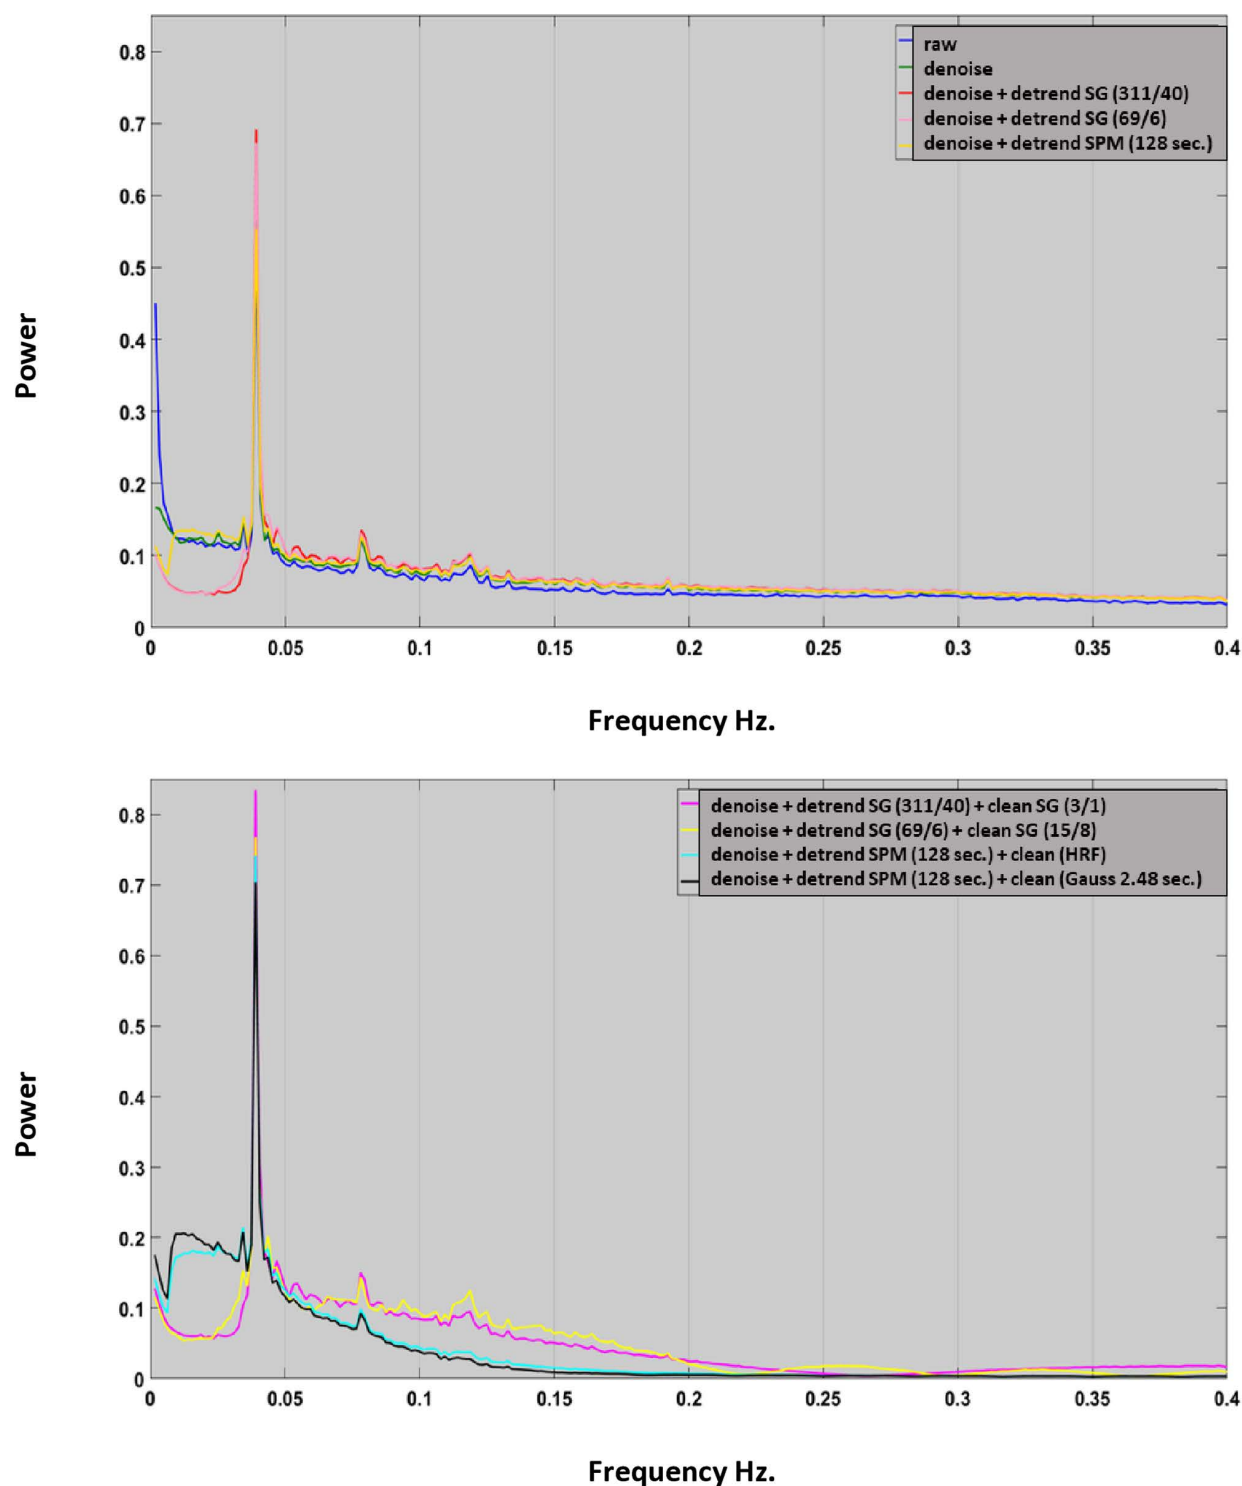 0.8
0.7
0.6
0.5
0.4
0.3
0.2
0.1
0
Power
raw
denoise
denoise + detrend SG (311/40)
denoise + detrend SG (69/6)
denoise + detrend SPM (128 sec.)
0 0.05 0.1 0.15 0.2 0.25 0.3 0.35 0.4
Frequency Hz.
0.8
0.7
0.6
0.5
0.4
0.3
0.2
0.1
0
Power
denoise + detrend SG (311/40) + clean SG (3/1)
denoise + detrend SG (69/6) + clean SG (15/8)
denoise + detrend SPM (128 sec.) + clean (HRF)
denoise + detrend SPM (128 sec.) + clean (Gauss 2.48 sec.)
0 0.05 0.1 0.15 0.2 0.25 0.3 0.35 0.4
Frequency Hz.